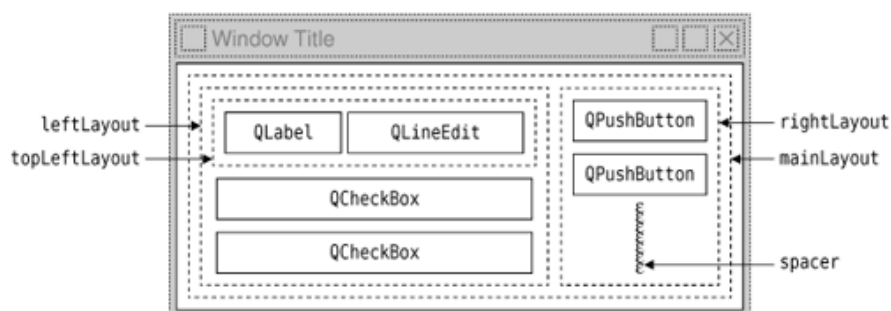 Window Title
leftLayout
topLeftLayout
QLabel
QLineEdit
QCheckBox
QCheckBox
QPushButton
QPushButton
rightLayout
mainLayout
spacer